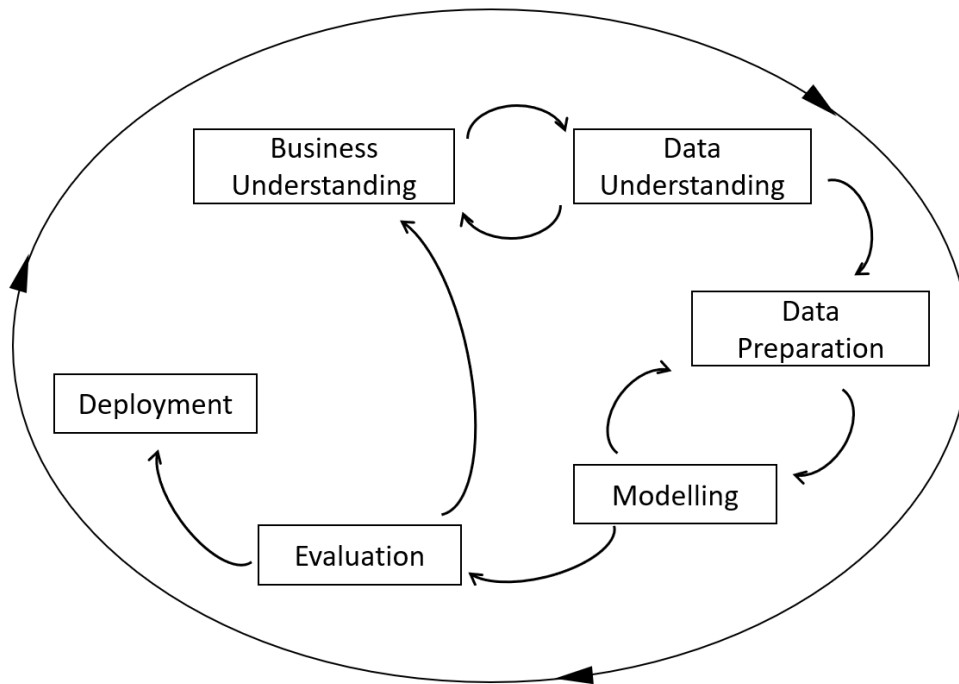 Business
Understanding
Data
Understanding
Data
Preparation
Modelling
Evaluation
Deployment